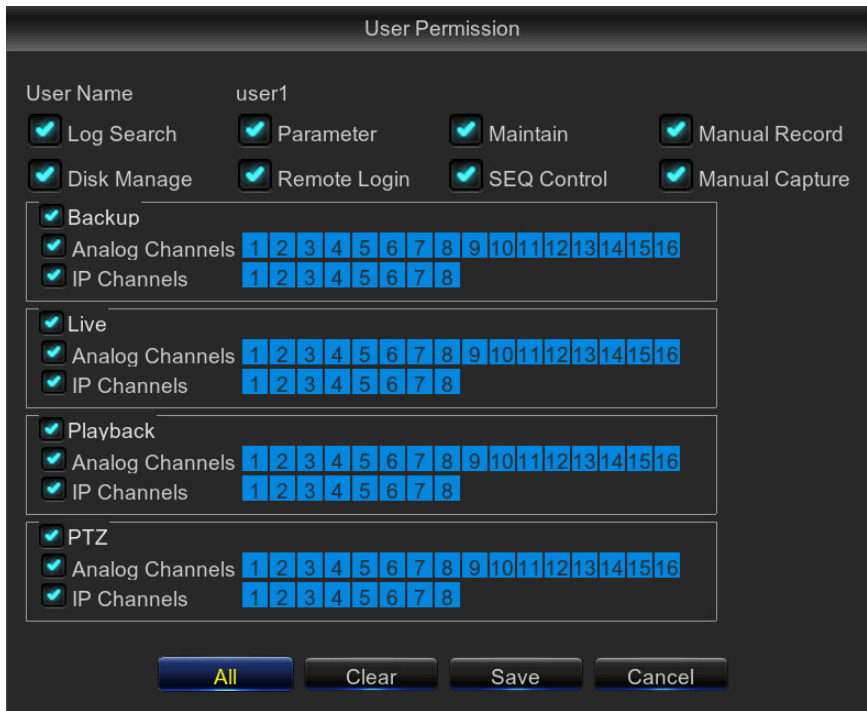 User Permission
User Name user1
Log Search Parameter Maintain Manual Record
Disk Manage Remote Login SEQ Control Manual Capture
Backup
Analog Channels 1 2 3 4 5 6 7 8 9 10 11 12 13 14 15 16
IP Channels 1 2 3 4 5 6 7 8
Live
Analog Channels 1 2 3 4 5 6 7 8 9 10 11 12 13 14 15 16
IP Channels 1 2 3 4 5 6 7 8
Playback
Analog Channels 1 2 3 4 5 6 7 8 9 10 11 12 13 14 15 16
IP Channels 1 2 3 4 5 6 7 8
PTZ
Analog Channels 1 2 3 4 5 6 7 8 9 10 11 12 13 14 15 16
IP Channels 1 2 3 4 5 6 7 8
All Clear Save Cancel